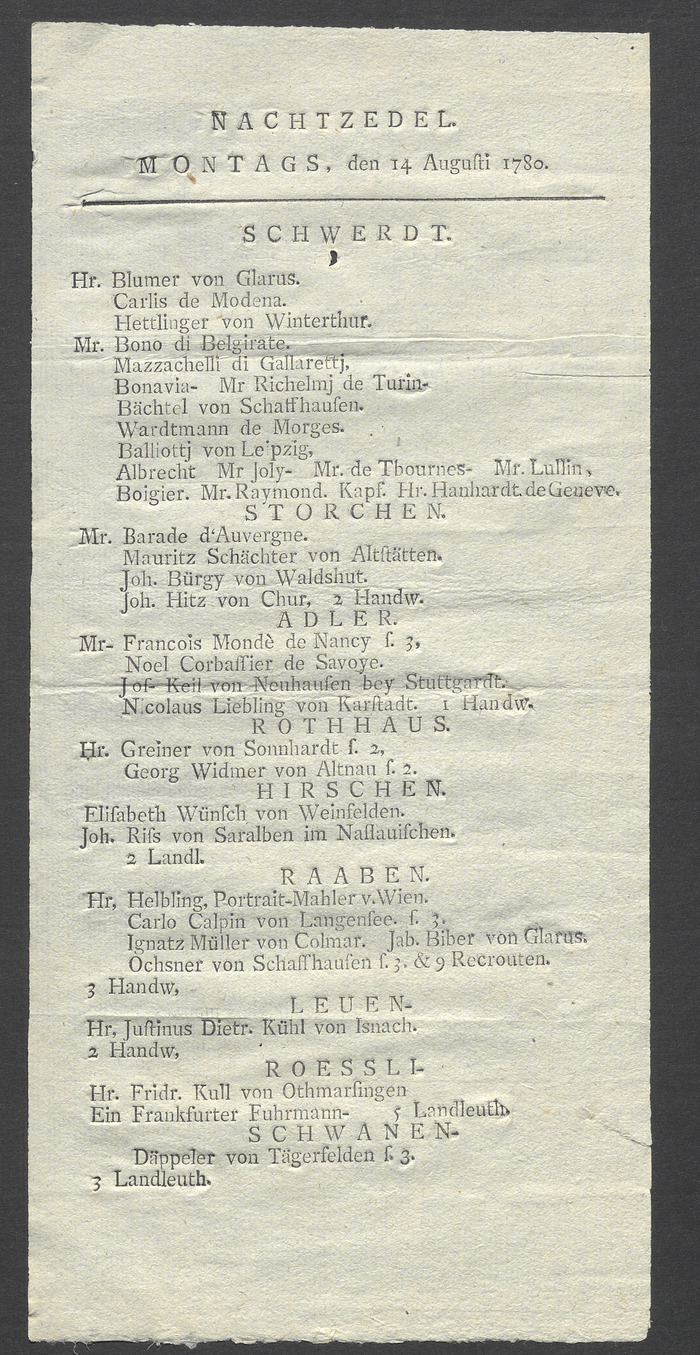 NACHTZEDEL.
MONTAGS, den 14 Auguſti 1780.
SCHWERDT.
Hr. Blumer von Glarus.
Carlis de Modena.
Hettlinger von Winterthur.
Mr. Bono di Belgirate.
Mazzachelli di Gallarettj,
Bonavia- Mr Richelmj de Turin-
Bächtel von Schaffhauſen.
Wardtmann de Morges.
Balliottj von Leipzig,
Albrecht Mr Joly- Mr. de Tbournes- Mr. Lullin,
Boigier. Mr. Raymond. Kapf. Hr. Hanhardt. de Geneve.
STORCHEN.
Mr. Barade d'Auvergne.
Mauritz Schächter von Altſtätten.
Joh. Bürgy von Waldshut.
Joh. Hitz von Chur, 2 Handw.
ADLER.
Mr- Francois Mondè de Nancy ſ. 3,
Noel Corbaſſier de Savoye.
Joſ- Keil von Neuhauſen bey Stuttgardt.
Nicolaus Liebling von Karſtadt. 1 Handw.
ROTHHAUS.
Hr. Greiner von Sonnhardt ſ. 2,
Georg Widmer von Altnau ſ. 2.
HIRSCHEN.
Eliſabeth Wünſch von Weinfelden.
Joh. Riſs von Saralben im Naſſauiſchen.
2 Landl.
RAABEN.
Hr, Helbling, Portrait-Mahler v. Wien.
Carlo Calpin von Langenſee. ſ. 3.
Ignatz Müller von Colmar. Jab. Biber von Glarus.
Ochsner von Schaffhauſen ſ. 3. & 9 Recrouten.
3 Handw,
LEUEN-
Hr, Juſtinus Dietr. Kühl von Isnach.
2 Handw,
ROESSLI-
Hr. Fridr. Kull von Othmarſingen
Ein Frankfurter Fuhrmann- 5 Landleuth.
SCHWANEN-
Däppeler von Tägerfelden ſ. 3.
3 Landleuth.